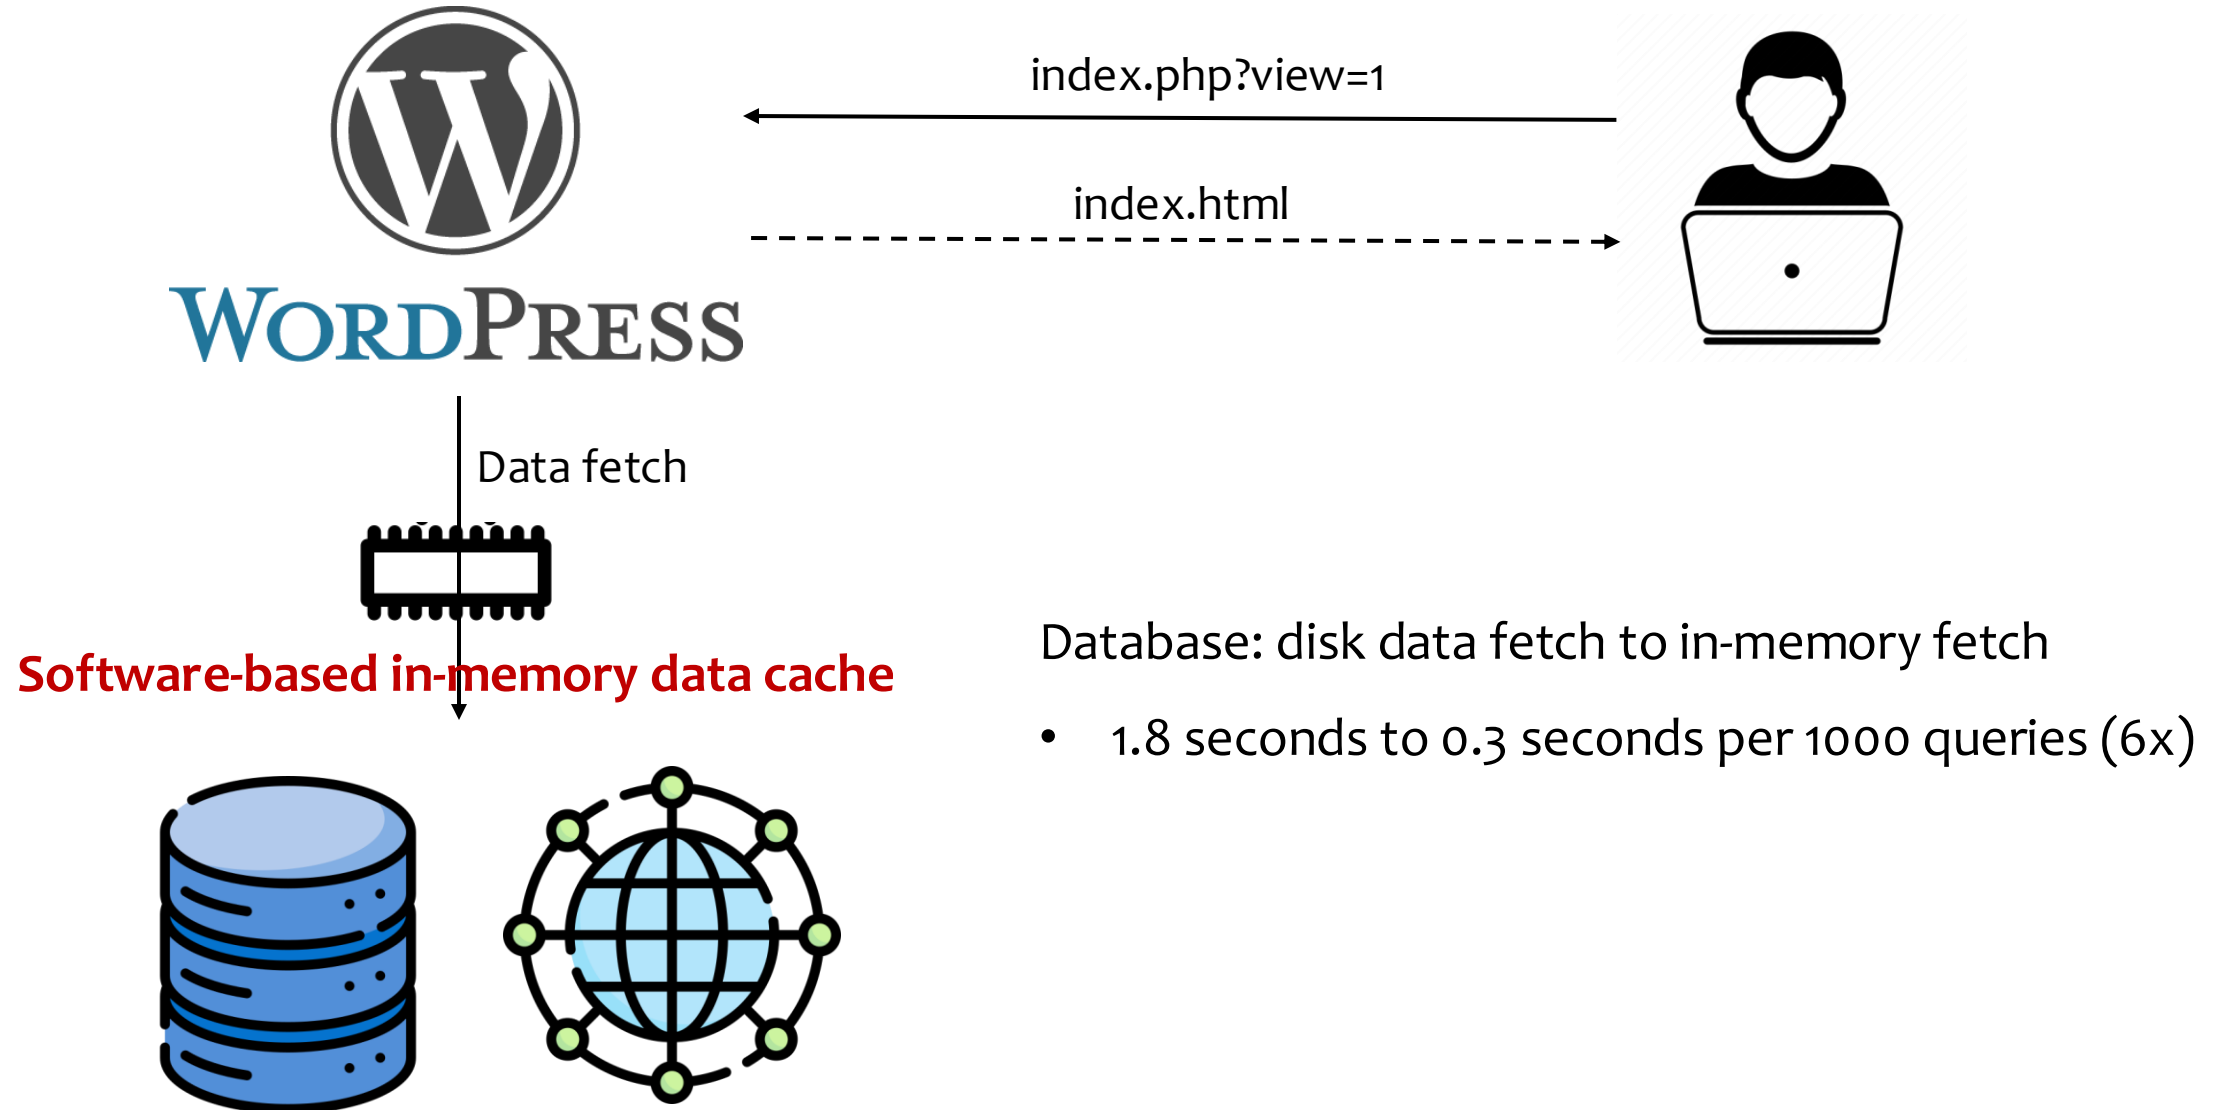 index.php?view=1
index.html
WORDPRESS
Data fetch
Software-based in-memory data cache
Database: disk data fetch to in-memory fetch
• 1.8 seconds to 0.3 seconds per 1000 queries (6x)